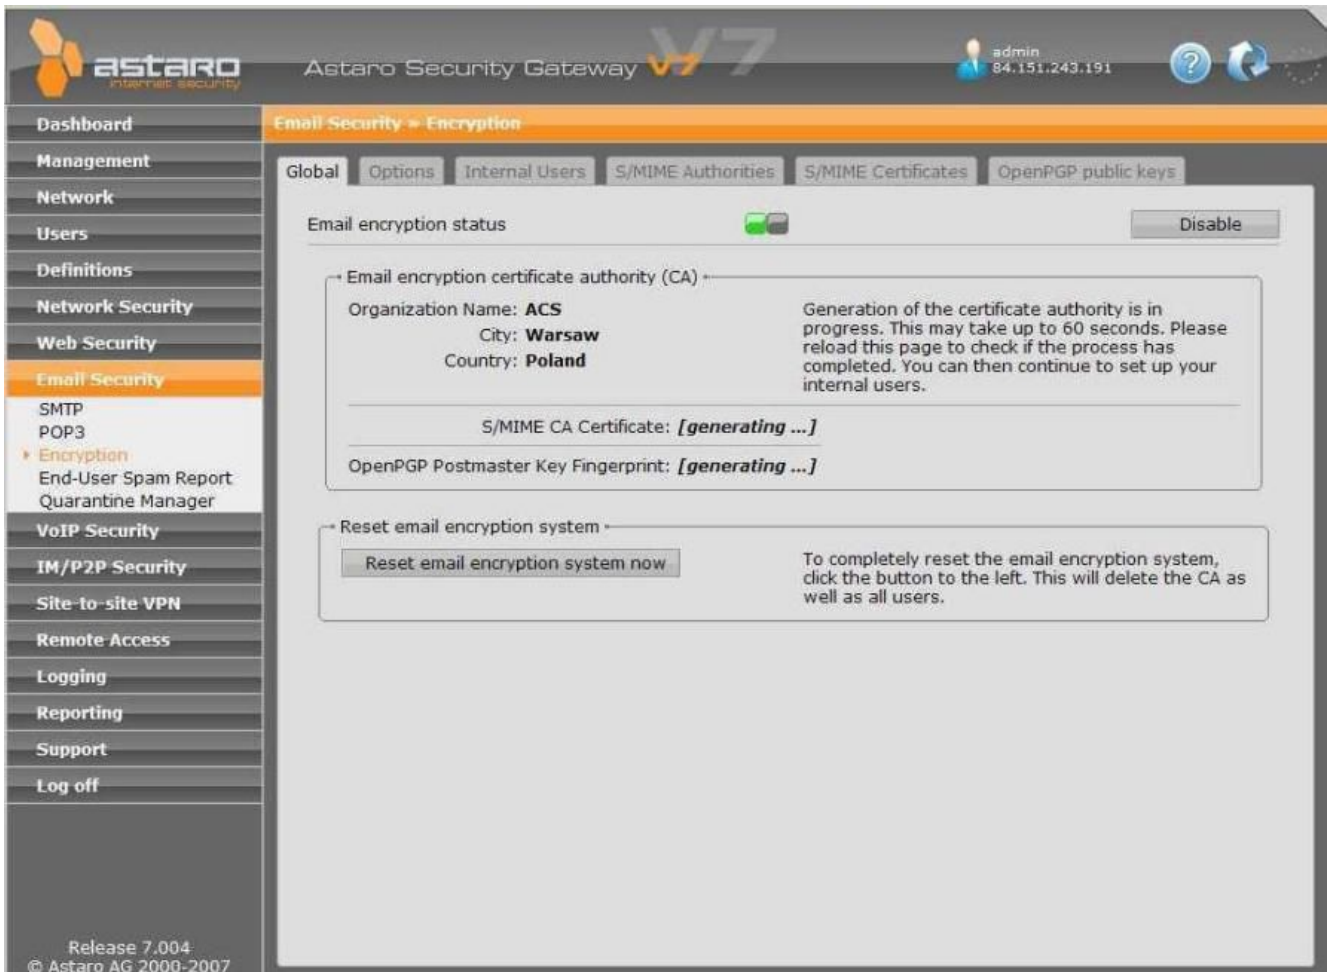 astaro
internet security
Astaro Security Gateway V7
V7
admin
84.151.243.191
?
Dashboard
Management
Network
Users
Definitions
Network Security
Web Security
Email Security
SMTP
POP3
Encryption
End-User Spam Report
Quarantine Manager
VoIP Security
IM/P2P Security
Site-to-site VPN
Remote Access
Logging
Reporting
Support
Log off
Release 7.004
© Astaro AG 2000-2007
Email Security » Encryption
Global Options Internal Users S/MIME Authorities S/MIME Certificates OpenPGP public keys
Email encryption status
Disable
Email encryption certificate authority (CA)
Organization Name: ACS
City: Warsaw
Country: Poland
Generation of the certificate authority is in
progress. This may take up to 60 seconds. Please
reload this page to check if the process has
completed. You can then continue to set up your
internal users.
S/MIME CA Certificate: [generating ...]
OpenPGP Postmaster Key Fingerprint: [generating ...]
Reset email encryption system
Reset email encryption system now
To completely reset the email encryption system,
click the button to the left. This will delete the CA as
well as all users.